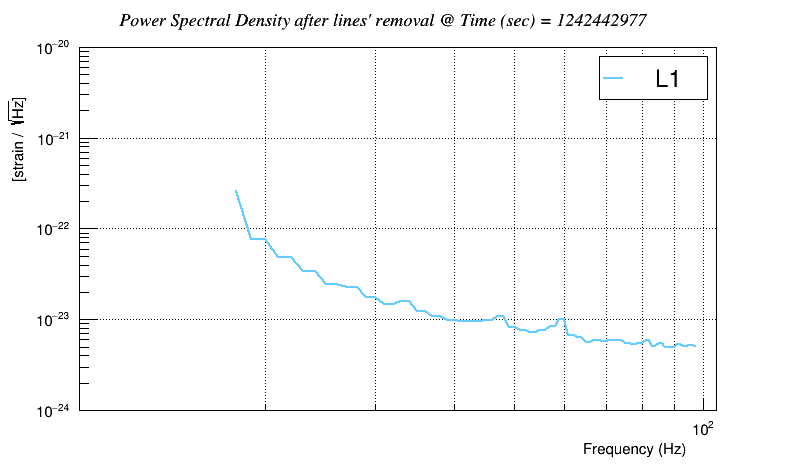 Power Spectral Density after lines' removal @ Time (sec) = 1242442977
[strain / √Hz]
10⁻²⁰
L1
10⁻²¹
10⁻²²
10⁻²³
10⁻²⁴
10²
Frequency (Hz)